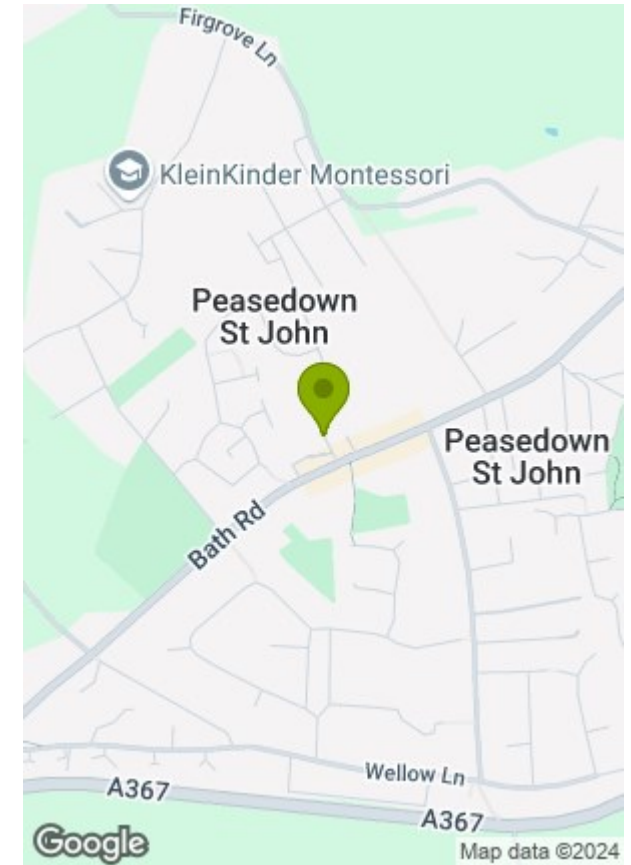 Firgrove Ln
KleinKinder Montessori
Peasedown
St John
Peasedown
St John
Bath Rd
Wellow Ln
A367
A367
Google
Map data ©2024